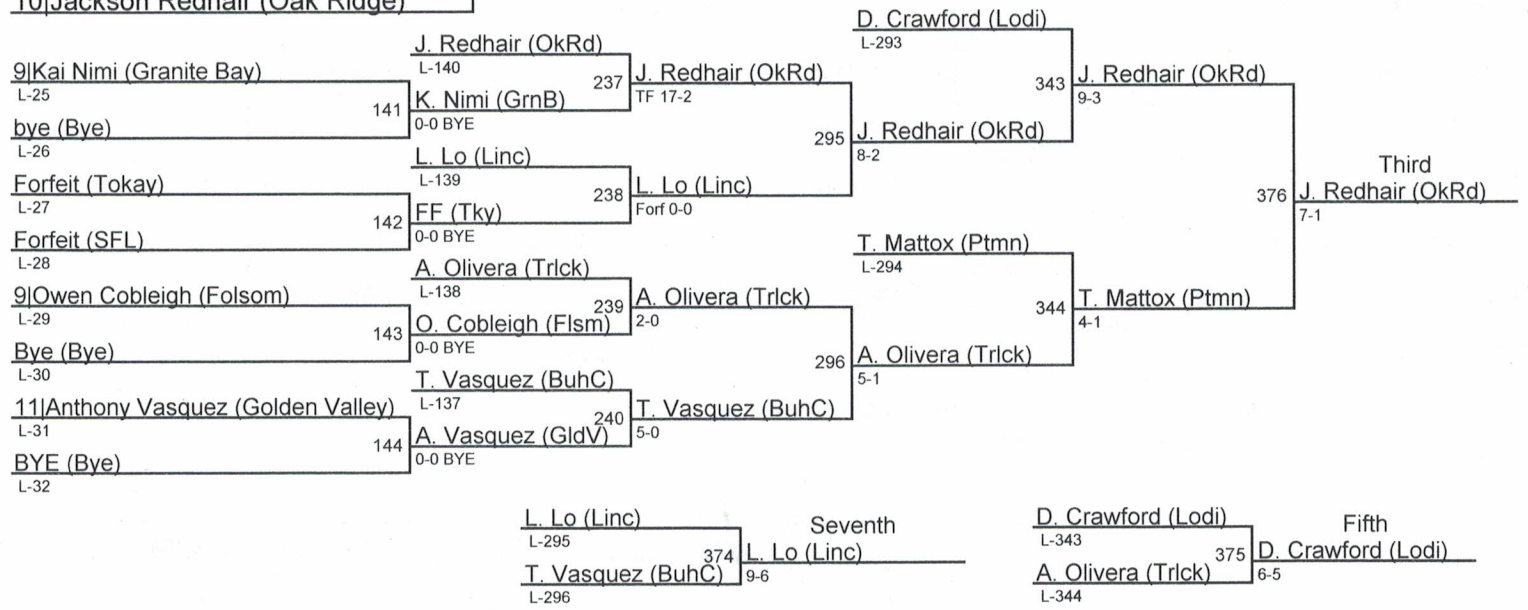 10|Jackson Redhair (Oak Ridge)
9|Kai Nimi (Granite Bay)
L-25
141
bye (Bye)
L-26
Forfeit (Tokay)
L-27
142
Forfeit (SFL)
L-28
9|Owen Cobleigh (Folsom)
L-29
143
Bye (Bye)
L-30
11|Anthony Vasquez (Golden Valley)
L-31
144
BYE (Bye)
L-32
J. Redhair (OkRd)
L-140
237
K. Nimi (GrnB)
0-0 BYE
L. Lo (Linc)
L-139
238
FF (Tky)
0-0 BYE
A. Olivera (Trlck)
L-138
239
O. Cobleigh (Flsm)
0-0 BYE
T. Vasquez (BuhC)
L-137
240
A. Vasquez (GldV)
0-0 BYE
J. Redhair (OkRd)
TF 17-2
295
L. Lo (Linc)
Forf 0-0
A. Olivera (Trlck)
2-0
296
T. Vasquez (BuhC)
5-0
D. Crawford (Lodi)
L-293
343
J. Redhair (OkRd)
8-2
T. Mattox (Ptmn)
L-294
344
A. Olivera (Trlck)
5-1
J. Redhair (OkRd)
9-3
376
T. Mattox (Ptmn)
4-1
Third
J. Redhair (OkRd)
7-1
L. Lo (Linc)
L-295
374
T. Vasquez (BuhC)
L-296
Seventh
L. Lo (Linc)
9-6
D. Crawford (Lodi)
L-343
375
A. Olivera (Trlck)
L-344
Fifth
D. Crawford (Lodi)
6-5